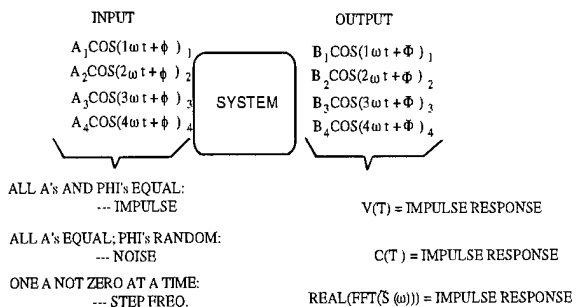 INPUT
OUTPUT
A1COS(1ωt+ϕ )1
A2COS(2ωt+ϕ )2
A3COS(3ωt+ϕ )3
A4COS(4ωt+ϕ )4
SYSTEM
B1COS(1ωt+Φ )1
B2COS(2ωt+Φ )2
B3COS(3ωt+Φ )3
B4COS(4ωt+Φ )4
ALL A's AND PHI's EQUAL:
--- IMPULSE
V(T) = IMPULSE RESPONSE
ALL A's EQUAL; PHI's RANDOM:
--- NOISE
C(T ) = IMPULSE RESPONSE
ONE A NOT ZERO AT A TIME:
--- STEP FREQ.
REAL(FFT(S̃ (ω))) = IMPULSE RESPONSE